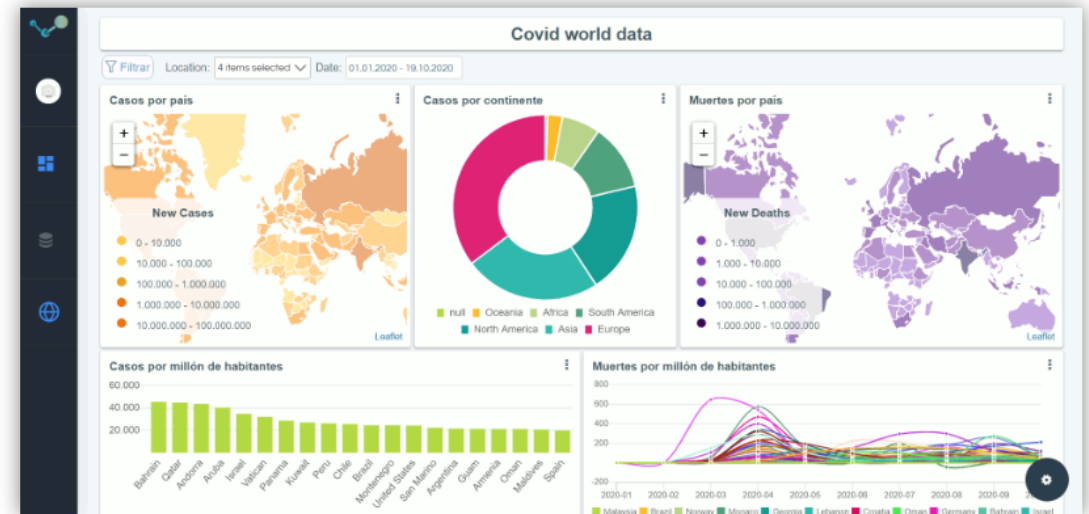 Covid world data
Filtrar Location: 4 items selected Date: 01.01.2020 - 19.10.2020
Casos por país
+
−
New Cases
0 - 10.000
10.000 - 100.000
100.000 - 1.000.000
1.000.000 - 10.000.000
10.000.000 - 100.000.000
Leaflet
Casos por continente
null Oceania Africa South America
North America Asia Europe
Muertes por país
+
−
New Deaths
0 - 1.000
1.000 - 10.000
10.000 - 100.000
100.000 - 1.000.000
1.000.000 - 10.000.000
Leaflet
Casos por millón de habitantes
60.000
40.000
20.000
Bahrain Qatar Andorra Aruba Israel Vatican Panama Kuwait Peru Chile Brazil Montenegro United States San Marino Argentina Guam Armenia Oman Maldives Spain
Muertes por millón de habitantes
800
600
400
200
-200
2020-01 2020-02 2020-03 2020-04 2020-05 2020-06 2020-07 2020-08 2020-09
Malaysia Brazil Norway Monaco Georgia Lebanon Croatia Oman Germany Bahrain Israel